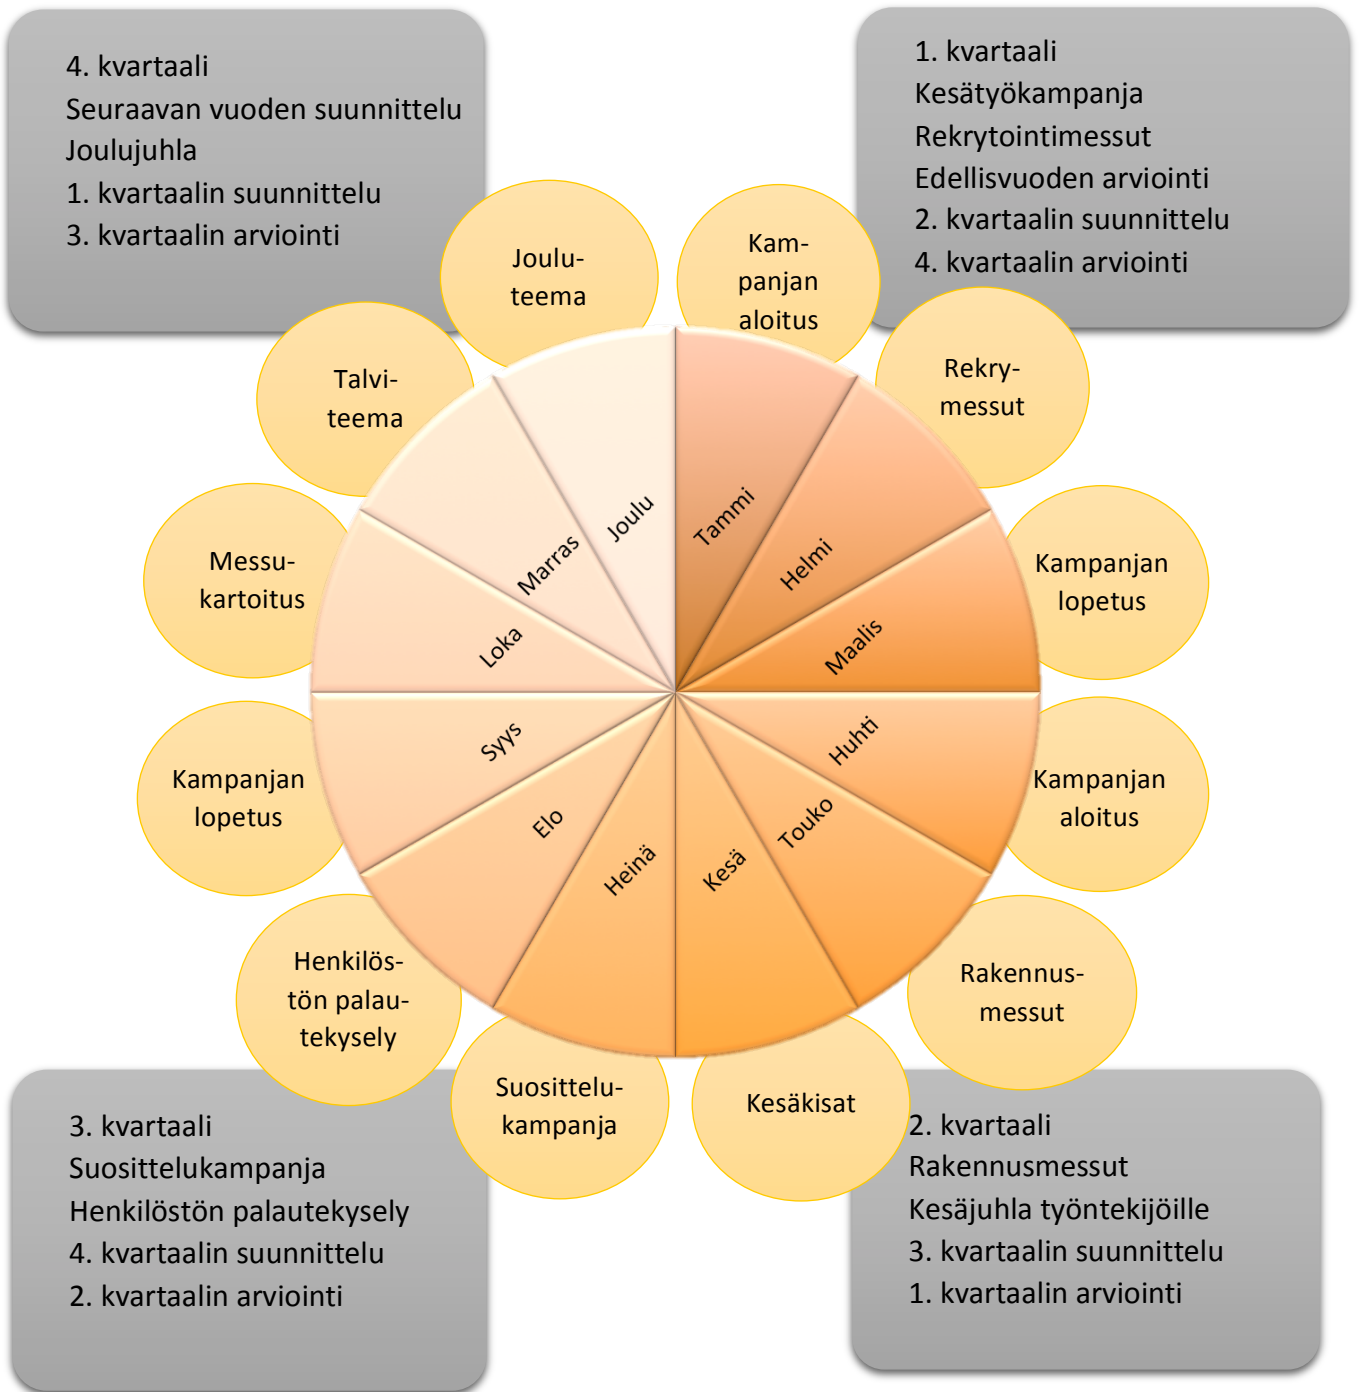 4. kvartaali
Seuraavan vuoden suunnittelu
Joulujuhla
1. kvartaalin suunnittelu
3. kvartaalin arviointi
1. kvartaali
Kesätyökampanja
Rekrytointimessut
Edellisvuoden arviointi
2. kvartaalin suunnittelu
4. kvartaalin arviointi
Joulu-
teema
Kam-
panjan
aloitus
Talvi-
teema
Rekry-
messut
Messu-
kartoitus
Kampanjan
lopetus
Joulu
Tammi
Marras
Helmi
Loka
Maalis
Syys
Huhti
Elo
Touko
Heinä
Kesä
Kampanjan
lopetus
Kampanjan
aloitus
Henkilös-
tön palau-
tekysely
Rakennus-
messut
Suosittelu-
kampanja
Kesäkisat
3. kvartaali
Suosittelukampanja
Henkilöstön palautekysely
4. kvartaalin suunnittelu
2. kvartaalin arviointi
2. kvartaali
Rakennusmessut
Kesäjuhla työntekijöille
3. kvartaalin suunnittelu
1. kvartaalin arviointi